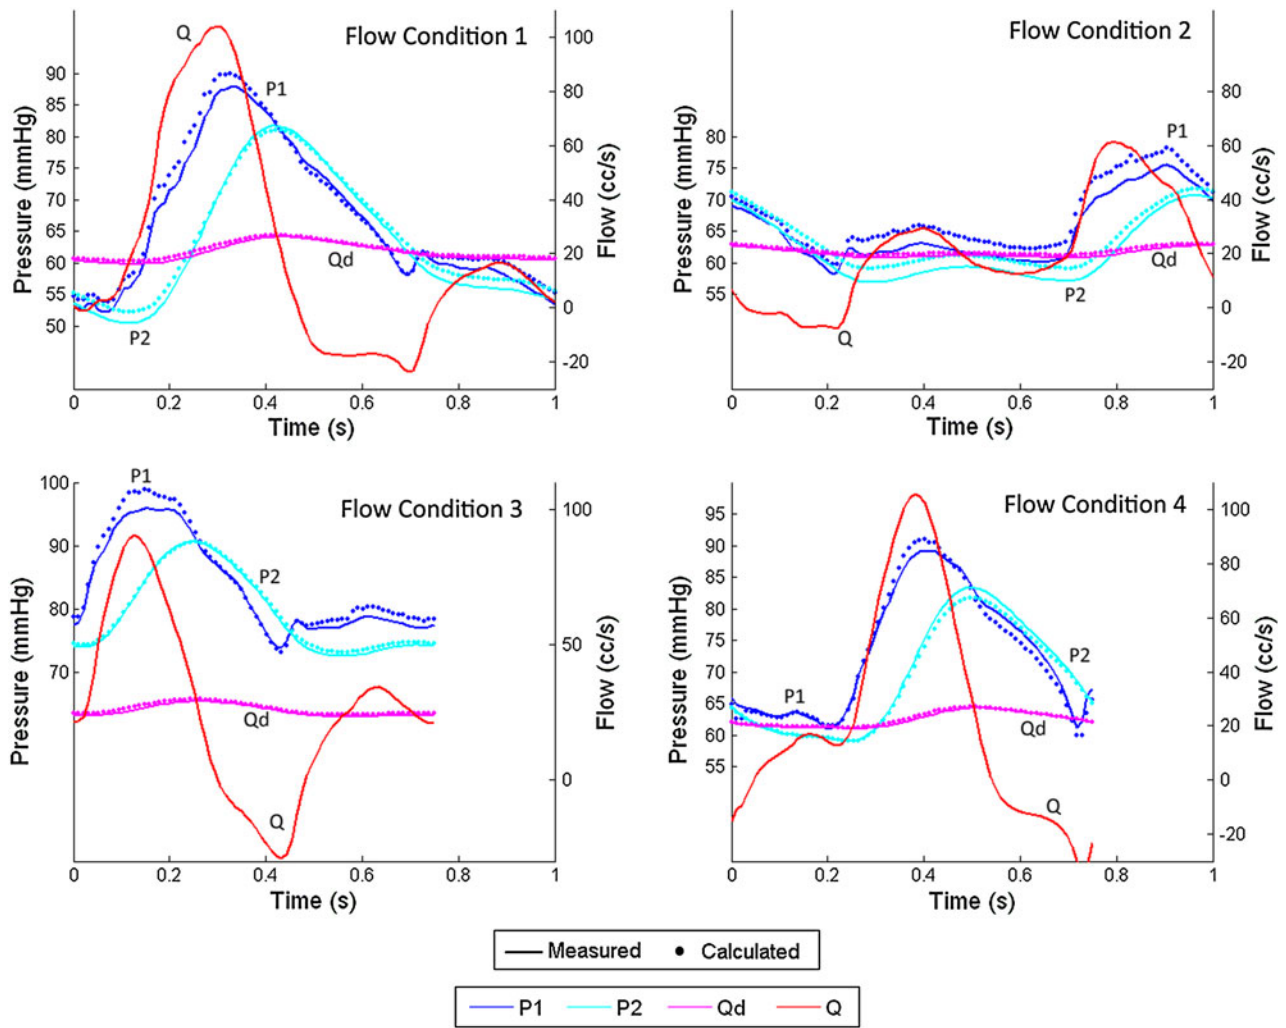 Flow Condition 1
Pressure (mmHg)
90
85
80
75
70
65
60
55
50
Q
P1
P2
Qd
100
80
60
40
20
0
-20
Flow (cc/s)
0 0.2 0.4 0.6 0.8 1
Time (s)
Flow Condition 2
Pressure (mmHg)
80
75
70
65
60
55
P1
Q
P2
Qd
80
60
40
20
0
-20
Flow (cc/s)
0 0.2 0.4 0.6 0.8 1
Time (s)
Flow Condition 3
Pressure (mmHg)
100
90
80
70
P1
P2
Qd
Q
100
50
0
Flow (cc/s)
0 0.2 0.4 0.6 0.8 1
Time (s)
Flow Condition 4
Pressure (mmHg)
95
90
85
80
75
70
65
60
55
P1
P2
Qd
Q
100
80
60
40
20
0
-20
Flow (cc/s)
0 0.2 0.4 0.6 0.8 1
Time (s)
Measured Calculated
P1 P2 Qd Q